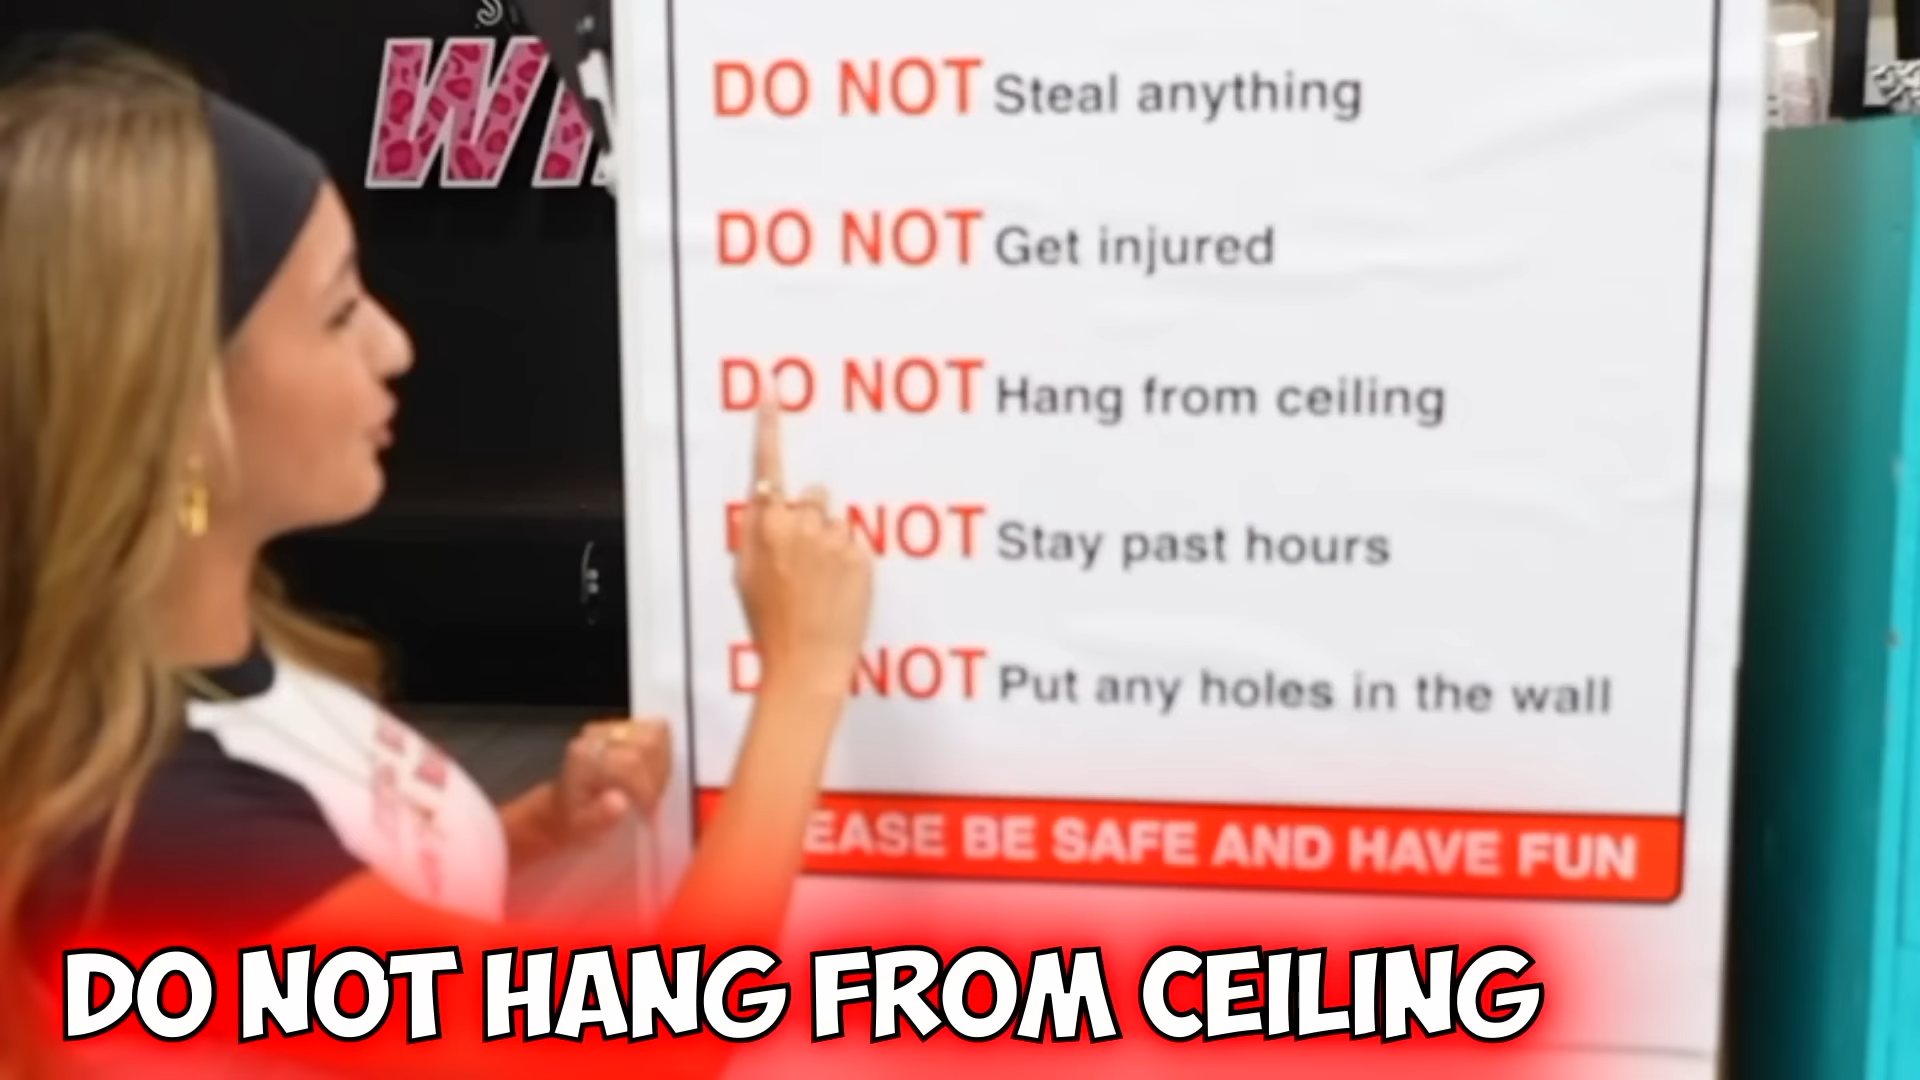 DO NOT Steal anything
DO NOT Get injured
DO NOT Hang from ceiling
NOT Stay past hours
NOT Put any holes in the wall
EASE BE SAFE AND HAVE FUN
DO NOT HANG FROM CEILING